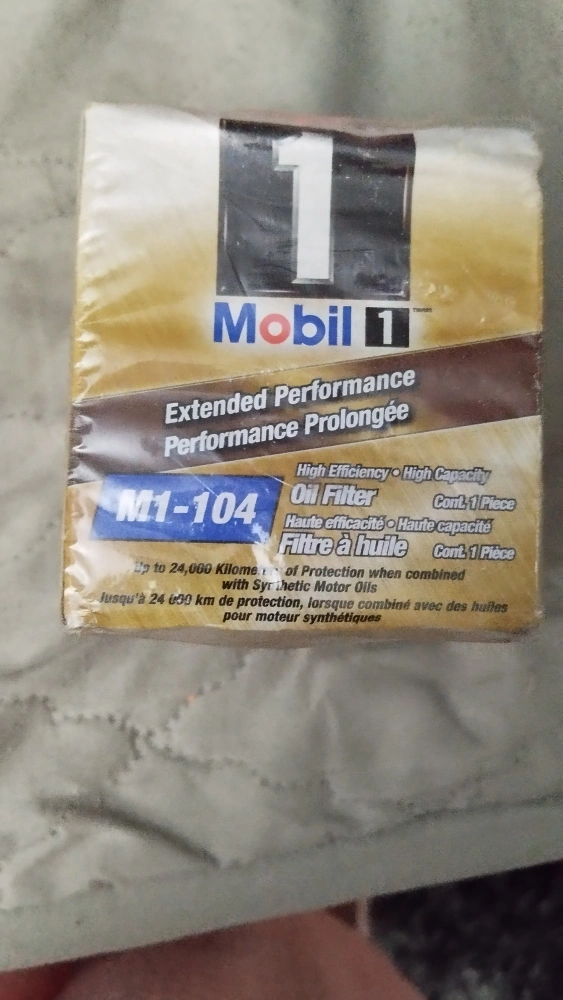 1
Mobil 1
Extended Performance
Performance Prolongée
High Efficiency • High Capacity
M1-104 Oil Filter Cont. 1 Piece
Haute efficacité • Haute capacité
Filtre à huile Cont. 1 Pièce
Up to 24,000 Kilometers of Protection when combined
with Synthetic Motor Oils
Jusqu'à 24 000 km de protection, lorsque combiné avec des huiles
pour moteur synthétiques